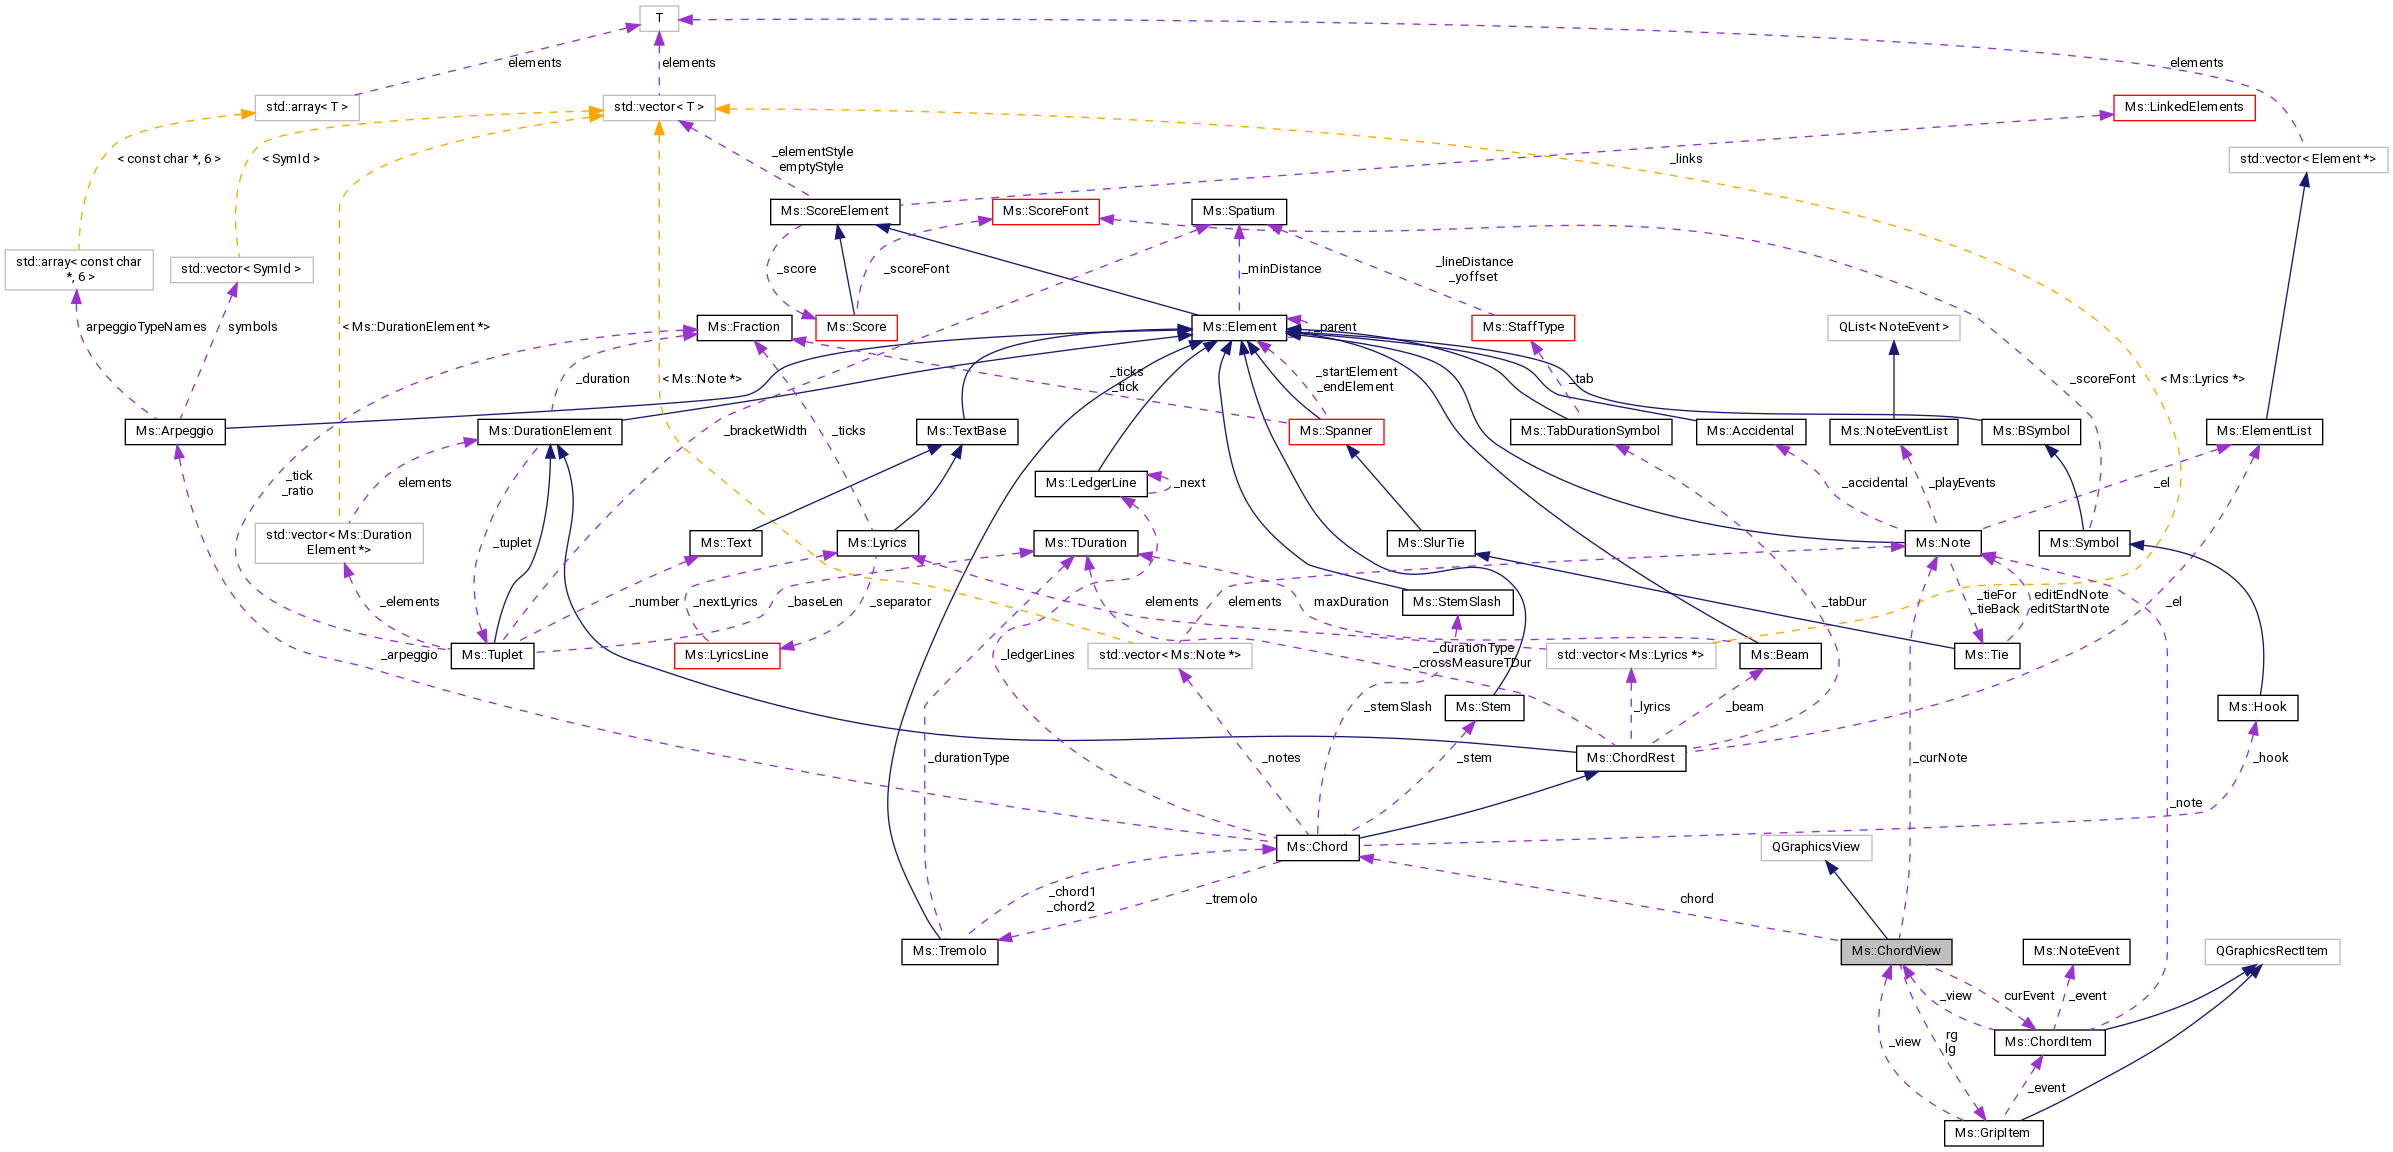 T
elements
elements
elements
std::array< T >
std::vector< T >
Ms::LinkedElements
< const char *, 6 >
< SymId >
_elementStyle
emptyStyle
_links
std::vector< Element *>
Ms::ScoreElement
Ms::ScoreFont
Ms::Spatium
std::array< const char
*, 6 >
std::vector< SymId >
_score
_scoreFont
_minDistance
_lineDistance
_yoffset
arpeggioTypeNames
symbols
< Ms::DurationElement *>
Ms::Fraction
Ms::Score
Ms::Element
_parent
Ms::StaffType
QList< NoteEvent >
_duration
< Ms::Note *>
_ticks
_tick
_startElement
_endElement
_tab
_scoreFont
< Ms::Lyrics *>
Ms::Arpeggio
Ms::DurationElement
_bracketWidth
_ticks
Ms::TextBase
Ms::Spanner
Ms::TabDurationSymbol
Ms::Accidental
Ms::NoteEventList
Ms::BSymbol
Ms::ElementList
_tick
_ratio
elements
Ms::LedgerLine
_next
_accidental
_playEvents
_el
std::vector< Ms::Duration
Element *>
_tuplet
Ms::Text
Ms::Lyrics
Ms::TDuration
Ms::SlurTie
Ms::Note
Ms::Symbol
_elements
_number
_nextLyrics
_baseLen
_separator
elements
elements
maxDuration
Ms::StemSlash
_tabDur
_tieFor
_tieBack
editEndNote
editStartNote
_el
_arpeggio
Ms::Tuplet
Ms::LyricsLine
_ledgerLines
std::vector< Ms::Note *>
_durationType
_crossMeasureTDur
std::vector< Ms::Lyrics *>
Ms::Beam
Ms::Tie
_stemSlash
Ms::Stem
_lyrics
_beam
Ms::Hook
_durationType
_notes
_stem
Ms::ChordRest
_curNote
_hook
_note
Ms::Chord
QGraphicsView
_chord1
_chord2
_tremolo
chord
Ms::Tremolo
Ms::ChordView
Ms::NoteEvent
QGraphicsRectItem
_view
curEvent
_event
_view
rg
lg
Ms::ChordItem
_event
Ms::GripItem